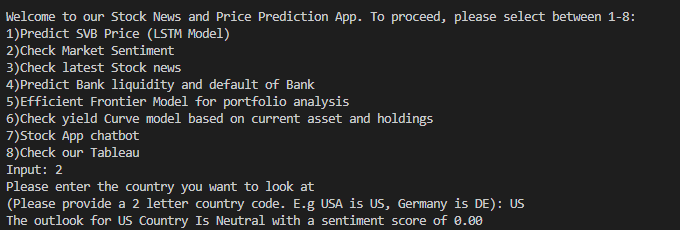 Welcome to our Stock News and Price Prediction App. To proceed, please select between 1-8:
1)Predict SVB Price (LSTM Model)
2)Check Market Sentiment
3)Check latest Stock news
4)Predict Bank liquidity and default of Bank
5)Efficient Frontier Model for portfolio analysis
6)Check yield Curve model based on current asset and holdings
7)Stock App chatbot
8)Check our Tableau
Input: 2
Please enter the country you want to look at
(Please provide a 2 letter country code. E.g USA is US, Germany is DE): US
The outlook for US Country Is Neutral with a sentiment score of 0.00